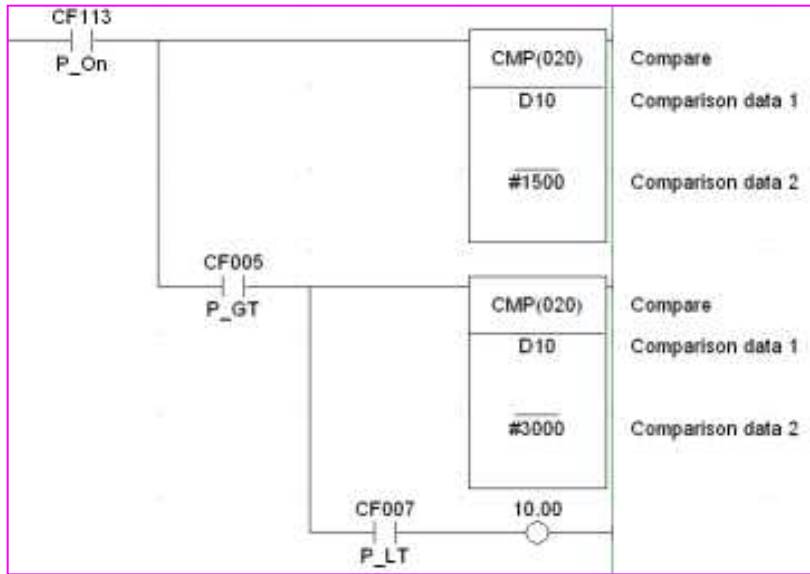 CF113
P_On
CMP(020) Compare
D10 Comparison data 1
#1500 Comparison data 2
CF005
P_GT
CMP(020) Compare
D10 Comparison data 1
#3000 Comparison data 2
CF007 10.00
P_LT